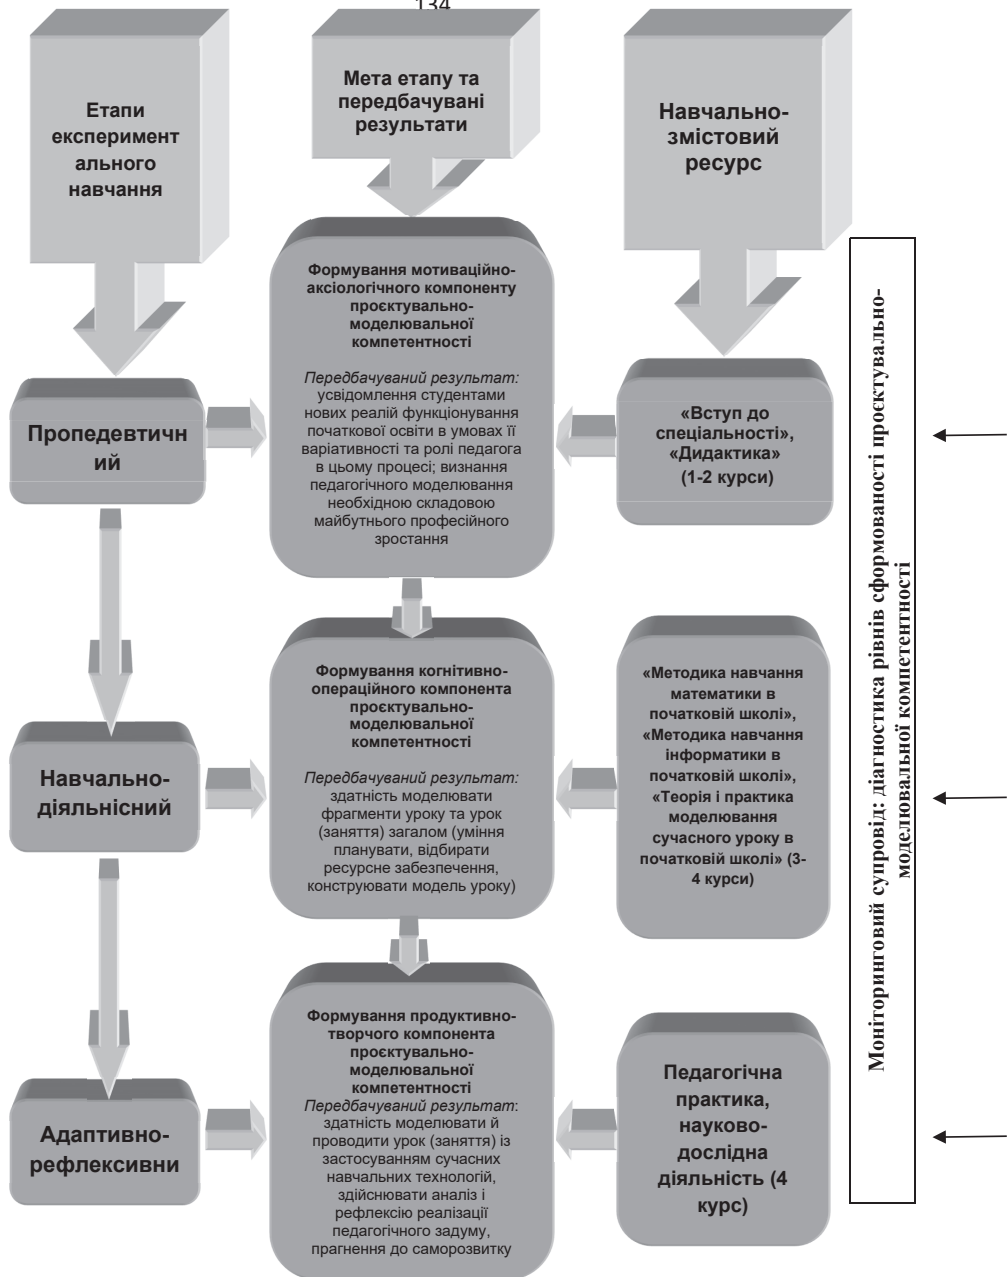 134
Етапи
експеримент
ального
навчання
Мета етапу та
передбачувані
результати
Навчально-
змістовий
ресурс
Пропедевтичн
ий
Формування мотиваційно-
аксіологічного компоненту
проєктувально-
моделювальної
компетентності
Передбачуваний результат:
усвідомлення студентами
нових реалій функціонування
початкової освіти в умовах її
варіативності та ролі педагога
в цьому процесі; визнання
педагогічного моделювання
необхідною складовою
майбутнього професійного
зростання
«Вступ до
спеціальності»,
«Дидактика»
(1-2 курси)
Навчально-
діяльнісний
Формування когнітивно-
операційного компонента
проєктувально-
моделювальної
компетентності
Передбачуваний результат:
здатність моделювати
фрагменти уроку та урок
(заняття) загалом (уміння
планувати, відбирати
ресурсне забезпечення,
конструювати модель уроку)
«Методика навчання
математики в
початковій школі»,
«Методика навчання
інформатики в
початковій школі»,
«Теорія і практика
моделювання
сучасного уроку в
початковій школі» (3-
4 курси)
Адаптивно-
рефлексивни
Формування продуктивно-
творчого компонента
проєктувально-
моделювальної
компетентності
Передбачуваний результат:
здатність моделювати й
проводити урок (заняття) із
застосуванням сучасних
навчальних технологій,
здійснювати аналіз і
рефлексію реалізації
педагогічного задуму,
прагнення до саморозвитку
Педагогічна
практика,
науково-
дослідна
діяльність (4
курс)
Моніторинговий супровід: діагностика рівнів сформованості проєктувально-
моделювальної компетентності